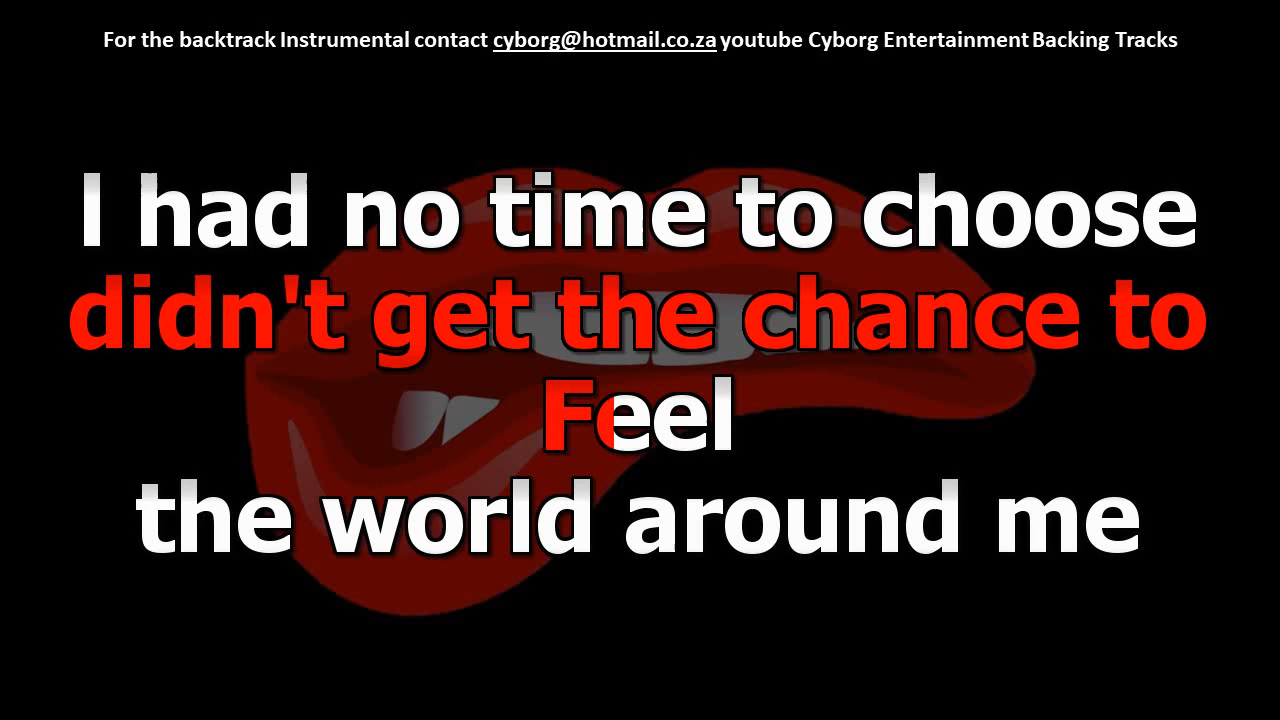 For the backtrack Instrumental contact cyborg@hotmail.co.za youtube Cyborg Entertainment Backing Tracks
I had no time to choose
didn't get the chance to
Feel
the world around me